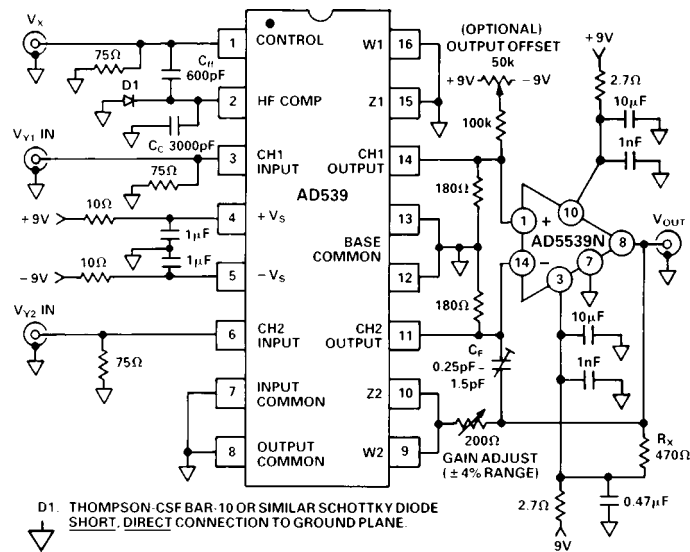 VX
75Ω
Cff
600pF
D1
CC 3000pF
VY1 IN
75Ω
+9V
10Ω
1µF
10Ω
1µF
-9V
VY2 IN
75Ω
1
CONTROL
2
HF COMP
3
CH1
INPUT
AD539
4
+VS
5
-VS
6
CH2
INPUT
7
INPUT
COMMON
8
OUTPUT
COMMON
W1
16
Z1
15
CH1
OUTPUT
14
13
BASE
COMMON
12
CH2
OUTPUT
11
Z2
10
W2
9
(OPTIONAL)
OUTPUT OFFSET
50k
+9V
-9V
100k
180Ω
180Ω
CF
0.25pF –
1.5pF
200Ω
GAIN ADJUST
(±4% RANGE)
+9V
2.7Ω
10µF
1nF
1
+
10
AD5539N
8
VOUT
14
–
7
3
10µF
1nF
RX
470Ω
2.7Ω
0.47µF
9V
D1. THOMPSON-CSF BAR-10 OR SIMILAR SCHOTTKY DIODE
SHORT, DIRECT CONNECTION TO GROUND PLANE.